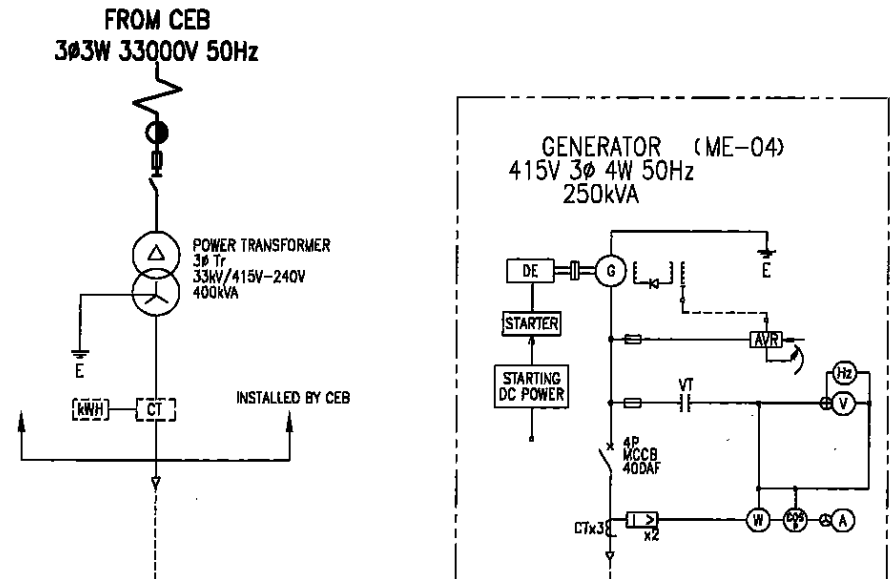 FROM CEB
3ø3W 33000V 50Hz
POWER TRANSFORMER
3ø Tr
33kV/415V-240V
400kVA
E
kWH
CT
INSTALLED BY CEB
GENERATOR (ME-04)
415V 3ø 4W 50Hz
250kVA
E
DE
G
STARTER
AVR
STARTING
DC POWER
Hz
VT
V
4P
MCCB
400AF
CTx3
I >
x2
W
COS
A